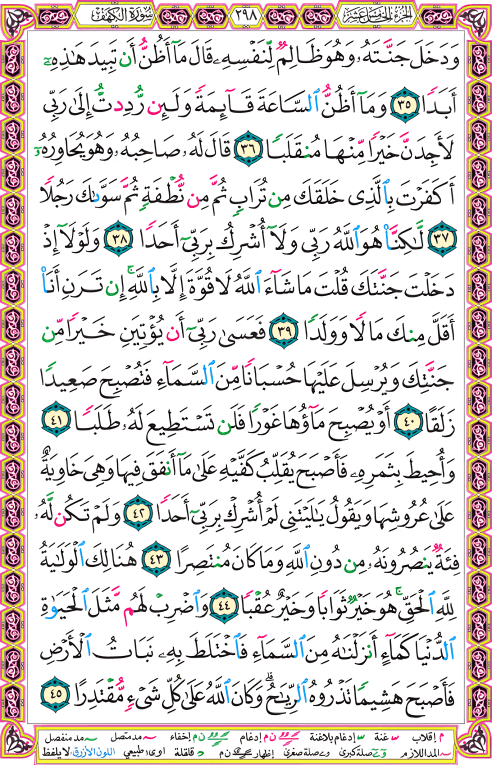 الجزء الخامس عشر ٢٩٨ سورة الكهف
وَدَخَلَ جَنَّتَهُۥ وَهُوَ ظَالِمٌ لِّنَفْسِهِۦ قَالَ مَآ أَظُنُّ أَن تَبِيدَ هَٰذِهِۦٓ
أَبَدًا ٣٥ وَمَآ أَظُنُّ ٱلسَّاعَةَ قَآئِمَةً وَلَئِن رُّدِدتُّ إِلَىٰ رَبِّى
لَأَجِدَنَّ خَيْرًا مِّنْهَا مُنقَلَبًا ٣٦ قَالَ لَهُۥ صَاحِبُهُۥ وَهُوَ يُحَاوِرُهُۥٓ
أَكَفَرْتَ بِٱلَّذِى خَلَقَكَ مِن تُرَابٍ ثُمَّ مِن نُّطْفَةٍ ثُمَّ سَوَّىٰكَ رَجُلًا
٣٧ لَّٰكِنَّا۠ هُوَ ٱللَّهُ رَبِّى وَلَآ أُشْرِكُ بِرَبِّىٓ أَحَدًا ٣٨ وَلَوْلَآ إِذْ
دَخَلْتَ جَنَّتَكَ قُلْتَ مَا شَآءَ ٱللَّهُ لَا قُوَّةَ إِلَّا بِٱللَّهِ ۚ إِن تَرَنِ أَنَا۠
أَقَلَّ مِنكَ مَالًا وَوَلَدًا ٣٩ فَعَسَىٰ رَبِّىٓ أَن يُؤْتِيَنِ خَيْرًا مِّن
جَنَّتِكَ وَيُرْسِلَ عَلَيْهَا حُسْبَانًا مِّنَ ٱلسَّمَآءِ فَتُصْبِحَ صَعِيدًا
زَلَقًا ٤٠ أَوْ يُصْبِحَ مَآؤُهَا غَوْرًا فَلَن تَسْتَطِيعَ لَهُۥ طَلَبًا ٤١
وَأُحِيطَ بِثَمَرِهِۦ فَأَصْبَحَ يُقَلِّبُ كَفَّيْهِ عَلَىٰ مَآ أَنفَقَ فِيهَا وَهِىَ خَاوِيَةٌ
عَلَىٰ عُرُوشِهَا وَيَقُولُ يَٰلَيْتَنِى لَمْ أُشْرِكْ بِرَبِّىٓ أَحَدًا ٤٢ وَلَمْ تَكُن لَّهُۥ
فِئَةٌ يَنصُرُونَهُۥ مِن دُونِ ٱللَّهِ وَمَا كَانَ مُنتَصِرًا ٤٣ هُنَالِكَ ٱلْوَلَٰيَةُ
لِلَّهِ ٱلْحَقِّ ۚ هُوَ خَيْرٌ ثَوَابًا وَخَيْرٌ عُقْبًا ٤٤ وَٱضْرِبْ لَهُم مَّثَلَ ٱلْحَيَوٰةِ
ٱلدُّنْيَا كَمَآءٍ أَنزَلْنَٰهُ مِنَ ٱلسَّمَآءِ فَٱخْتَلَطَ بِهِۦ نَبَاتُ ٱلْأَرْضِ
فَأَصْبَحَ هَشِيمًا تَذْرُوهُ ٱلرِّيَٰحُ ۗ وَكَانَ ٱللَّهُ عَلَىٰ كُلِّ شَىْءٍ مُّقْتَدِرًا ٤٥
م إقلاب غنة إدغام بلاغنة ن م إدغام ن م إخفاء مد متصل مد منفصل
المد اللازم صلة كبرى صلة صغرى إظهار ن م قلقلة اوى طبيعي اللون الأزرق لا يلفظ